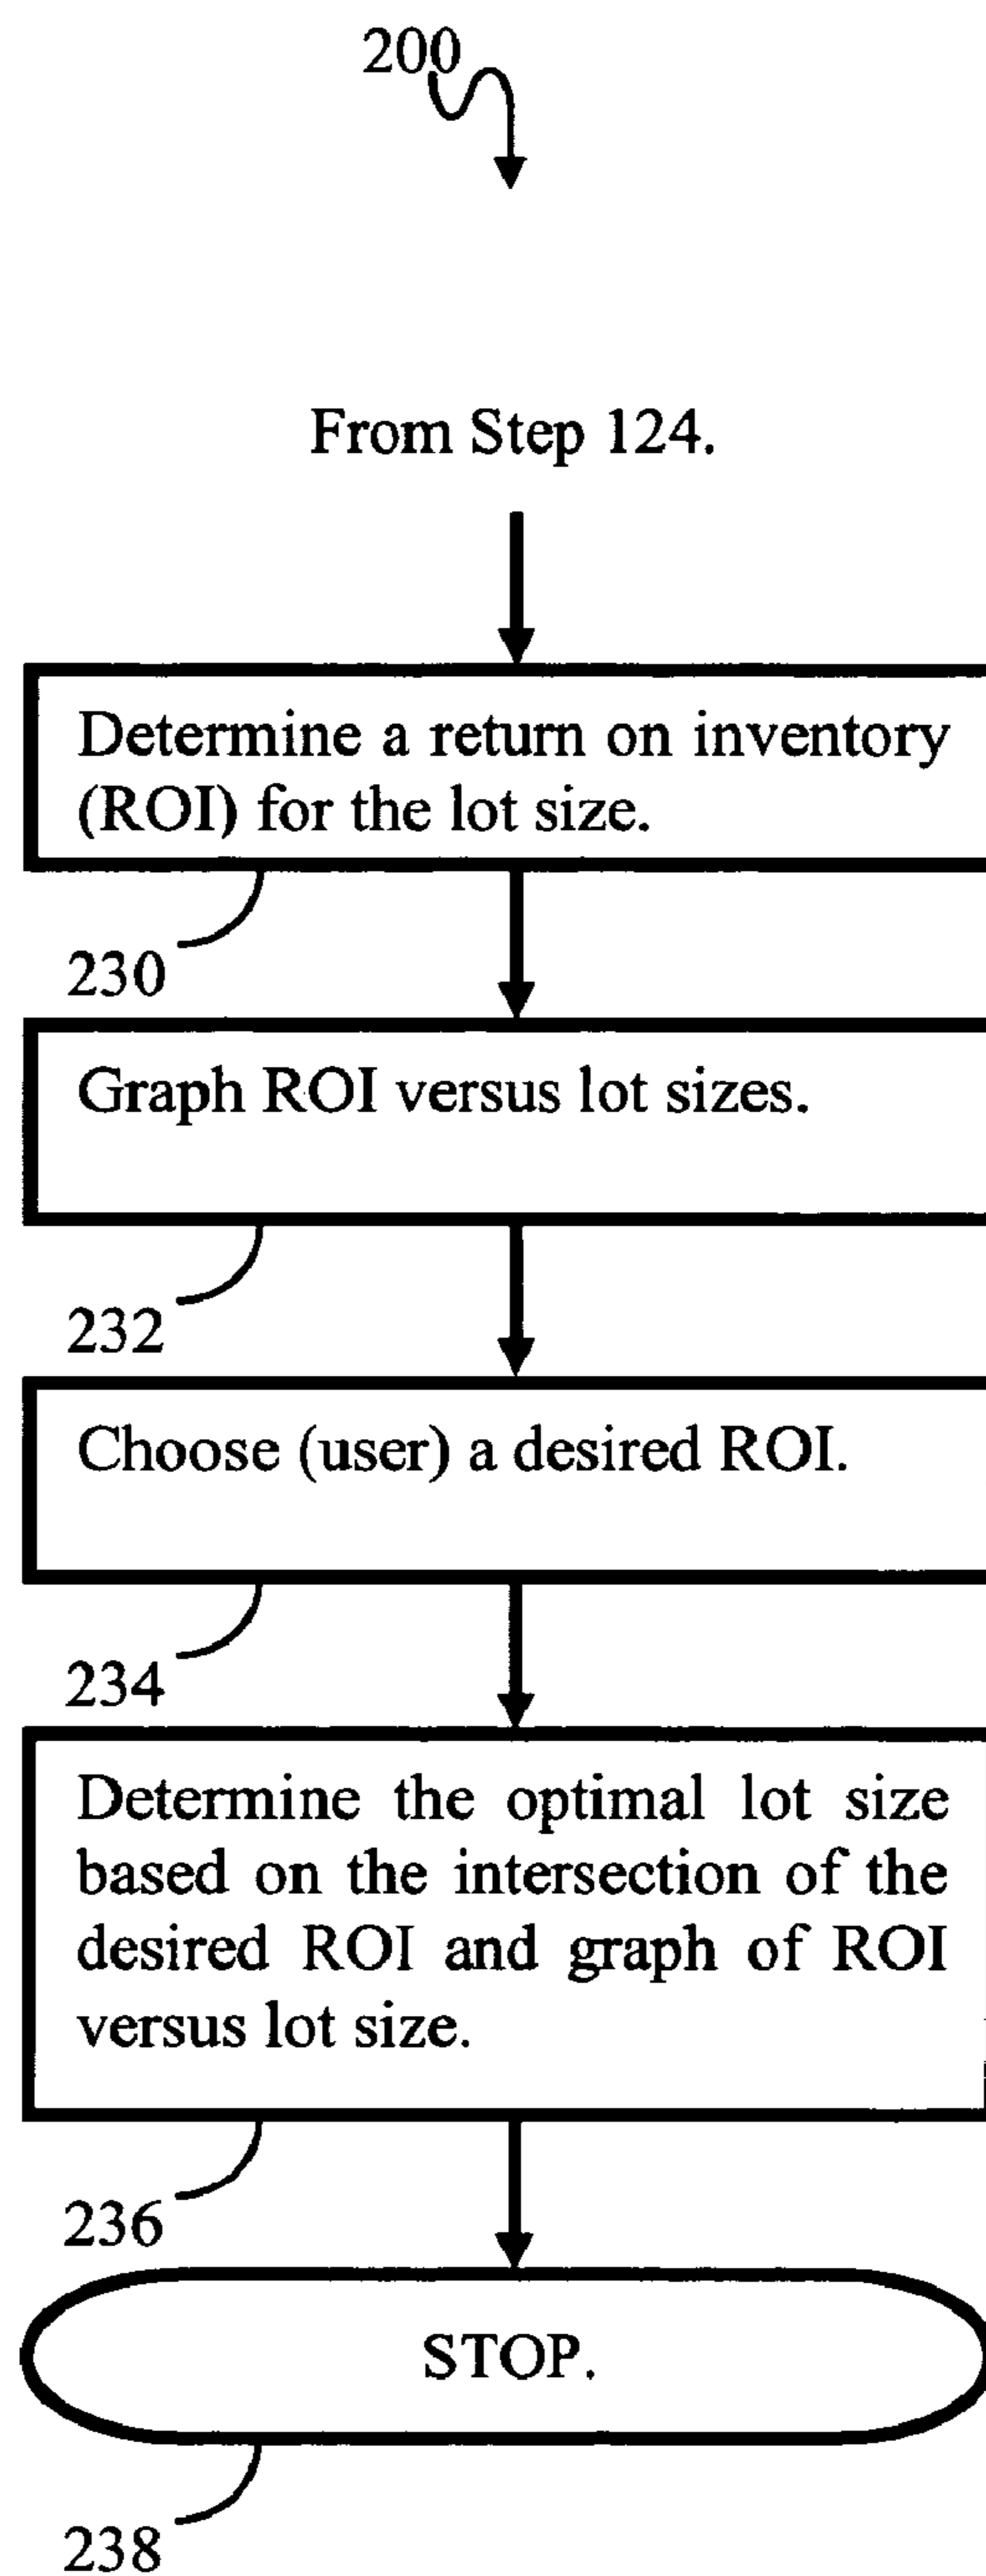 200
From Step 124.
Determine a return on inventory
(ROI) for the lot size.
230
Graph ROI versus lot sizes.
232
Choose (user) a desired ROI.
234
Determine the optimal lot size
based on the intersection of the
desired ROI and graph of ROI
versus lot size.
236
STOP.
238